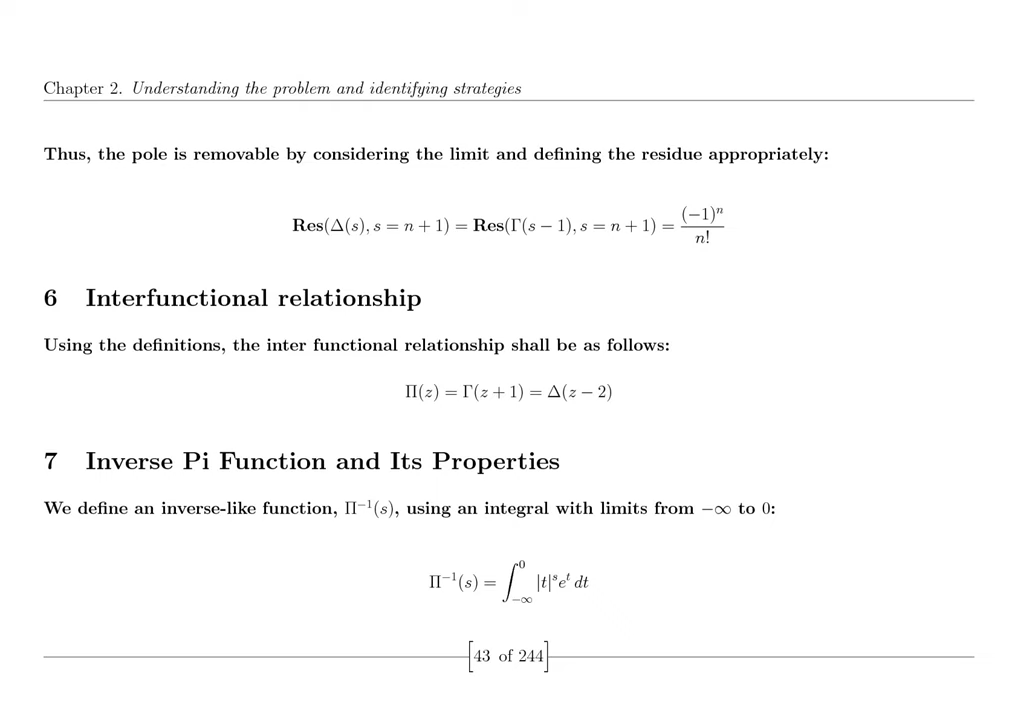 Chapter 2. Understanding the problem and identifying strategies
Thus, the pole is removable by considering the limit and defining the residue appropriately:
Res(Δ(s), s = n + 1) = Res(Γ(s − 1), s = n + 1) = (−1)ⁿ / n!
6 Interfunctional relationship
Using the definitions, the inter functional relationship shall be as follows:
Π(z) = Γ(z + 1) = Δ(z − 2)
7 Inverse Pi Function and Its Properties
We define an inverse-like function, Π⁻¹(s), using an integral with limits from −∞ to 0:
Π⁻¹(s) = ∫_{−∞}^{0} |t|ˢeᵗ dt
[43 of 244]